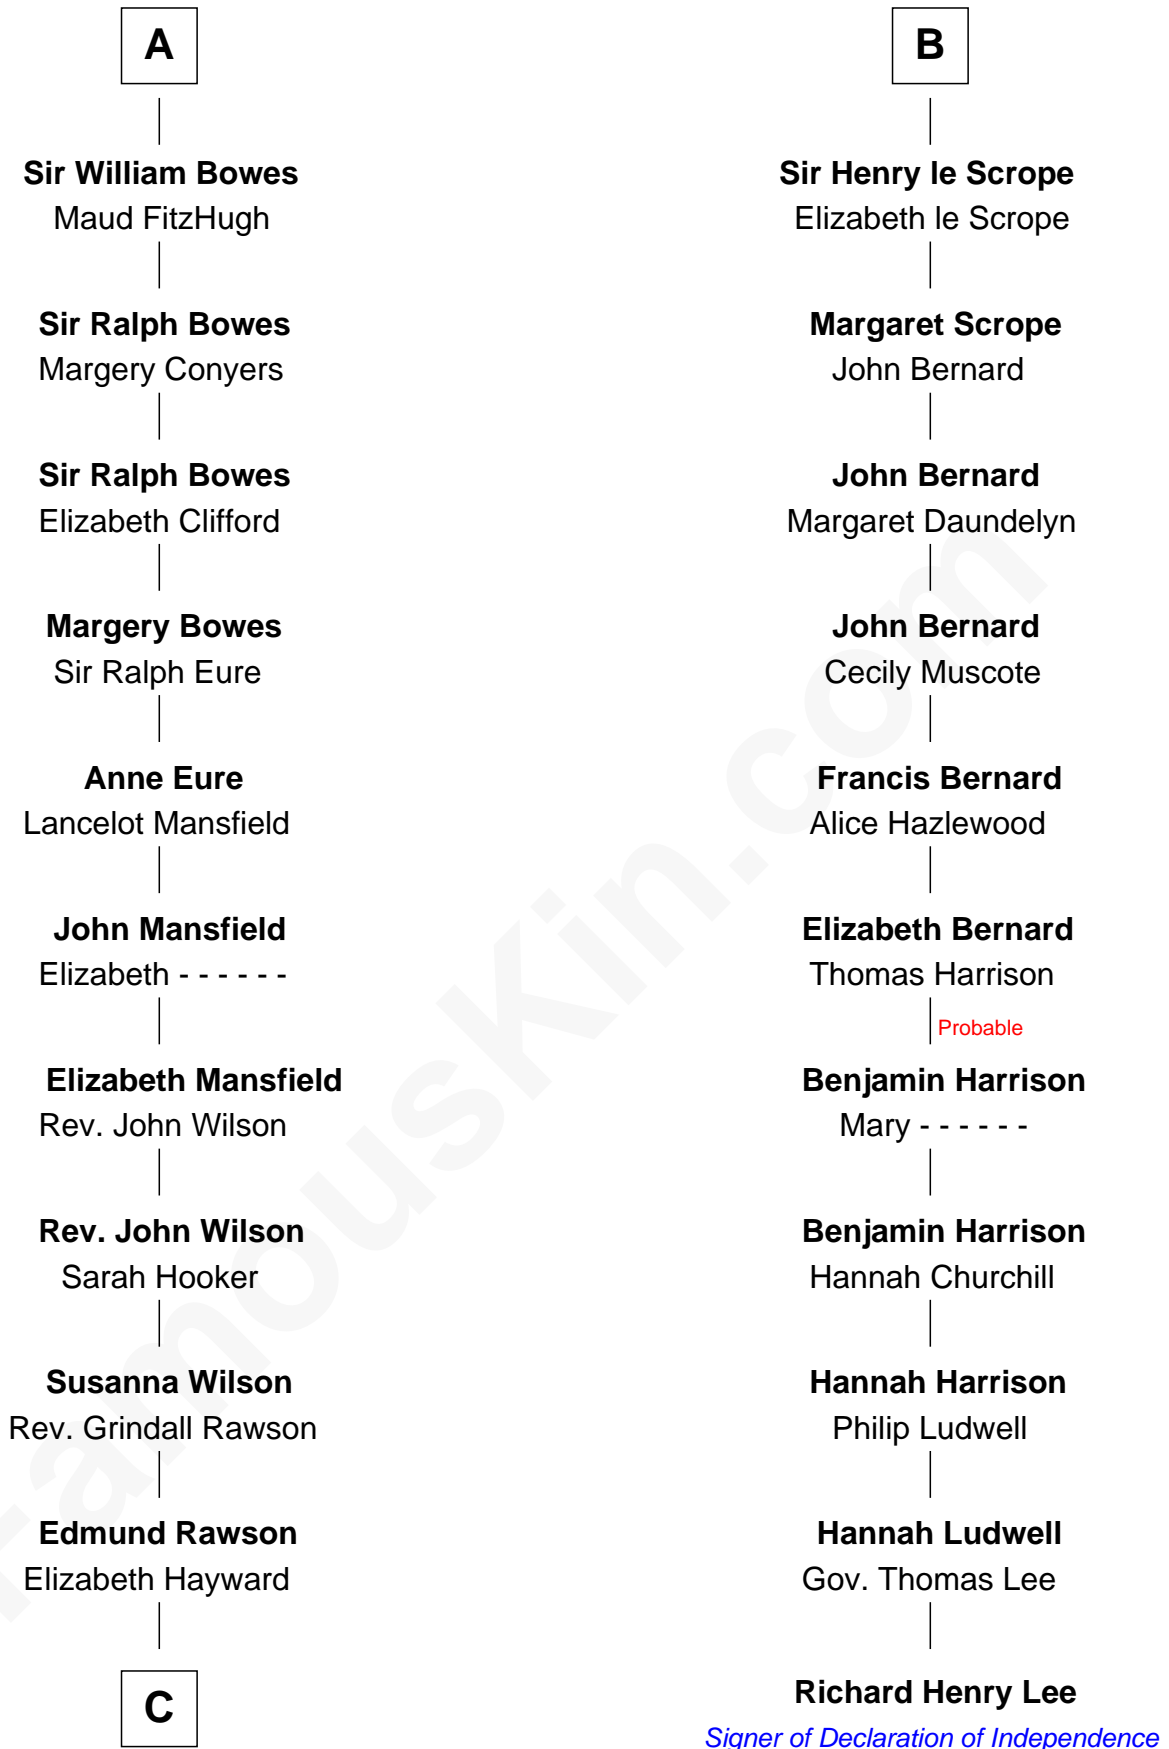 A
Sir William Bowes
Maud FitzHugh
Sir Ralph Bowes
Margery Conyers
Sir Ralph Bowes
Elizabeth Clifford
Margery Bowes
Sir Ralph Eure
Anne Eure
Lancelot Mansfield
John Mansfield
Elizabeth - - - - - -
Elizabeth Mansfield
Rev. John Wilson
Rev. John Wilson
Sarah Hooker
Susanna Wilson
Rev. Grindall Rawson
Edmund Rawson
Elizabeth Hayward
C
B
Sir Henry le Scrope
Elizabeth le Scrope
Margaret Scrope
John Bernard
John Bernard
Margaret Daundelyn
John Bernard
Cecily Muscote
Francis Bernard
Alice Hazlewood
Elizabeth Bernard
Thomas Harrison
Probable
Benjamin Harrison
Mary - - - - - -
Benjamin Harrison
Hannah Churchill
Hannah Harrison
Philip Ludwell
Hannah Ludwell
Gov. Thomas Lee
Richard Henry Lee
Signer of Declaration of Independence
FamousKin.com